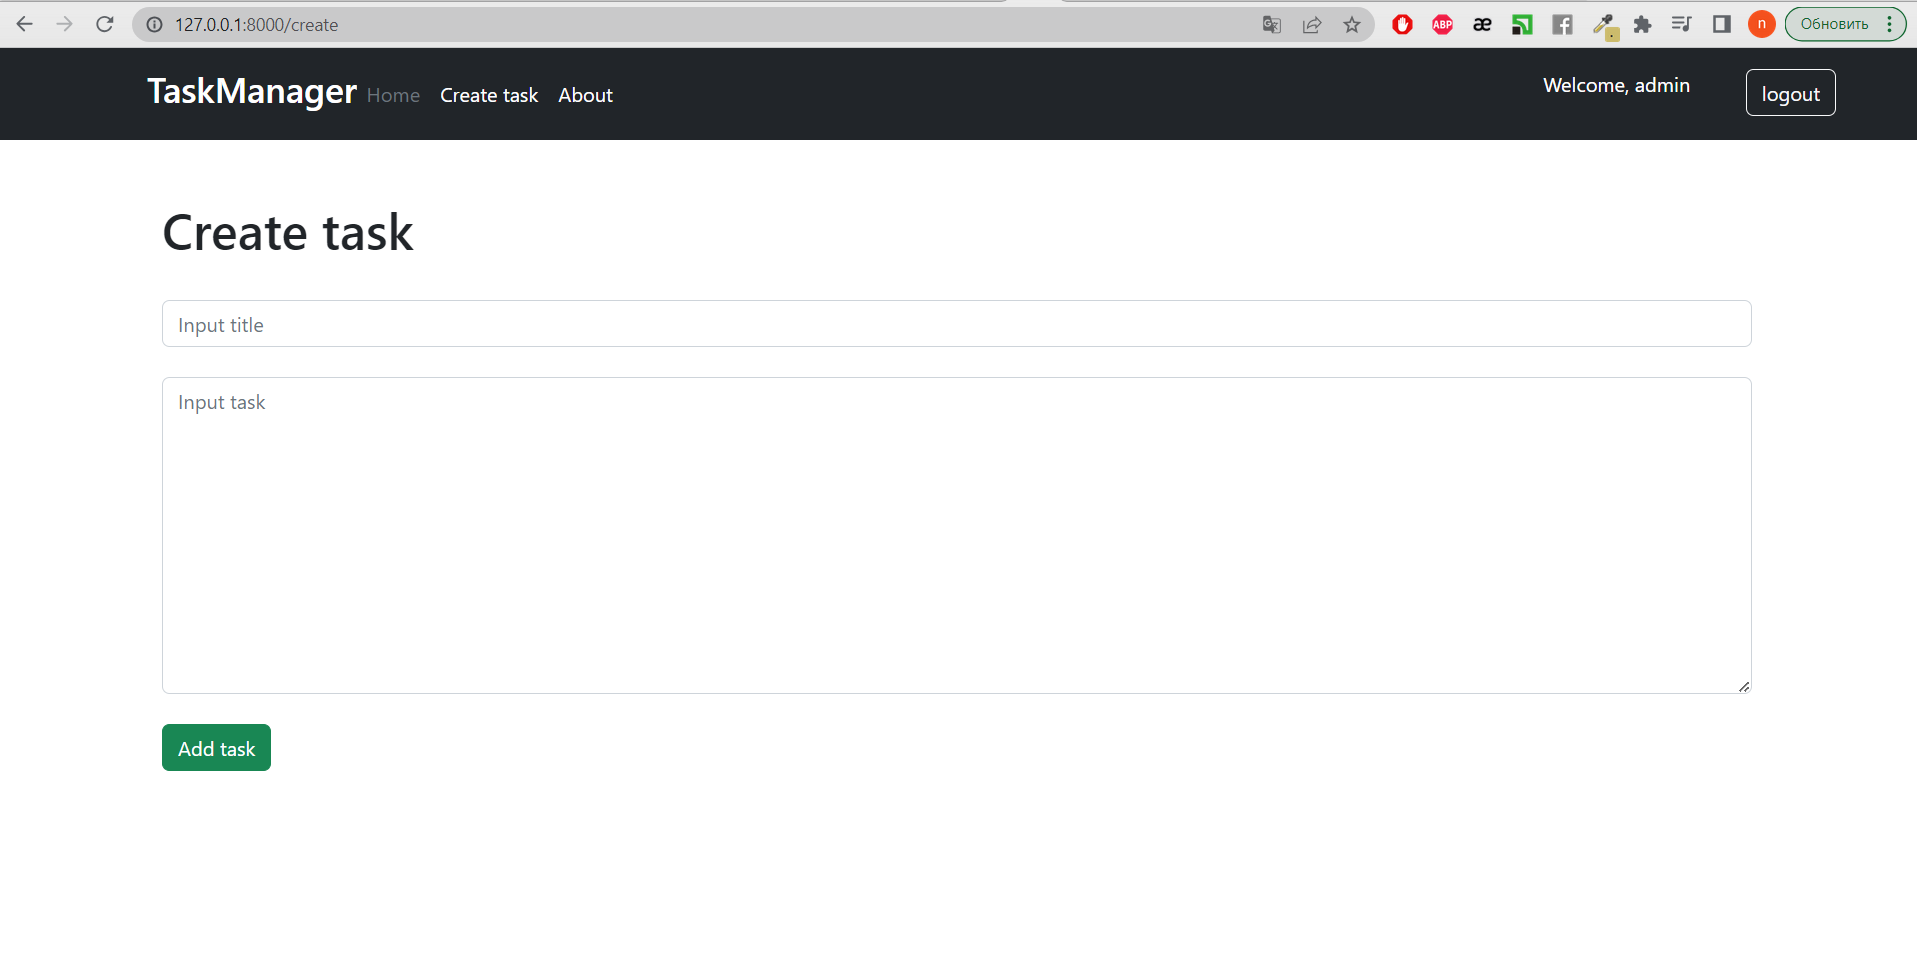 127.0.0.1:8000/create
ABP
æ
n
Обновить
TaskManager Home Create task About
Welcome, admin
logout
Create task
Input title
Input task
Add task